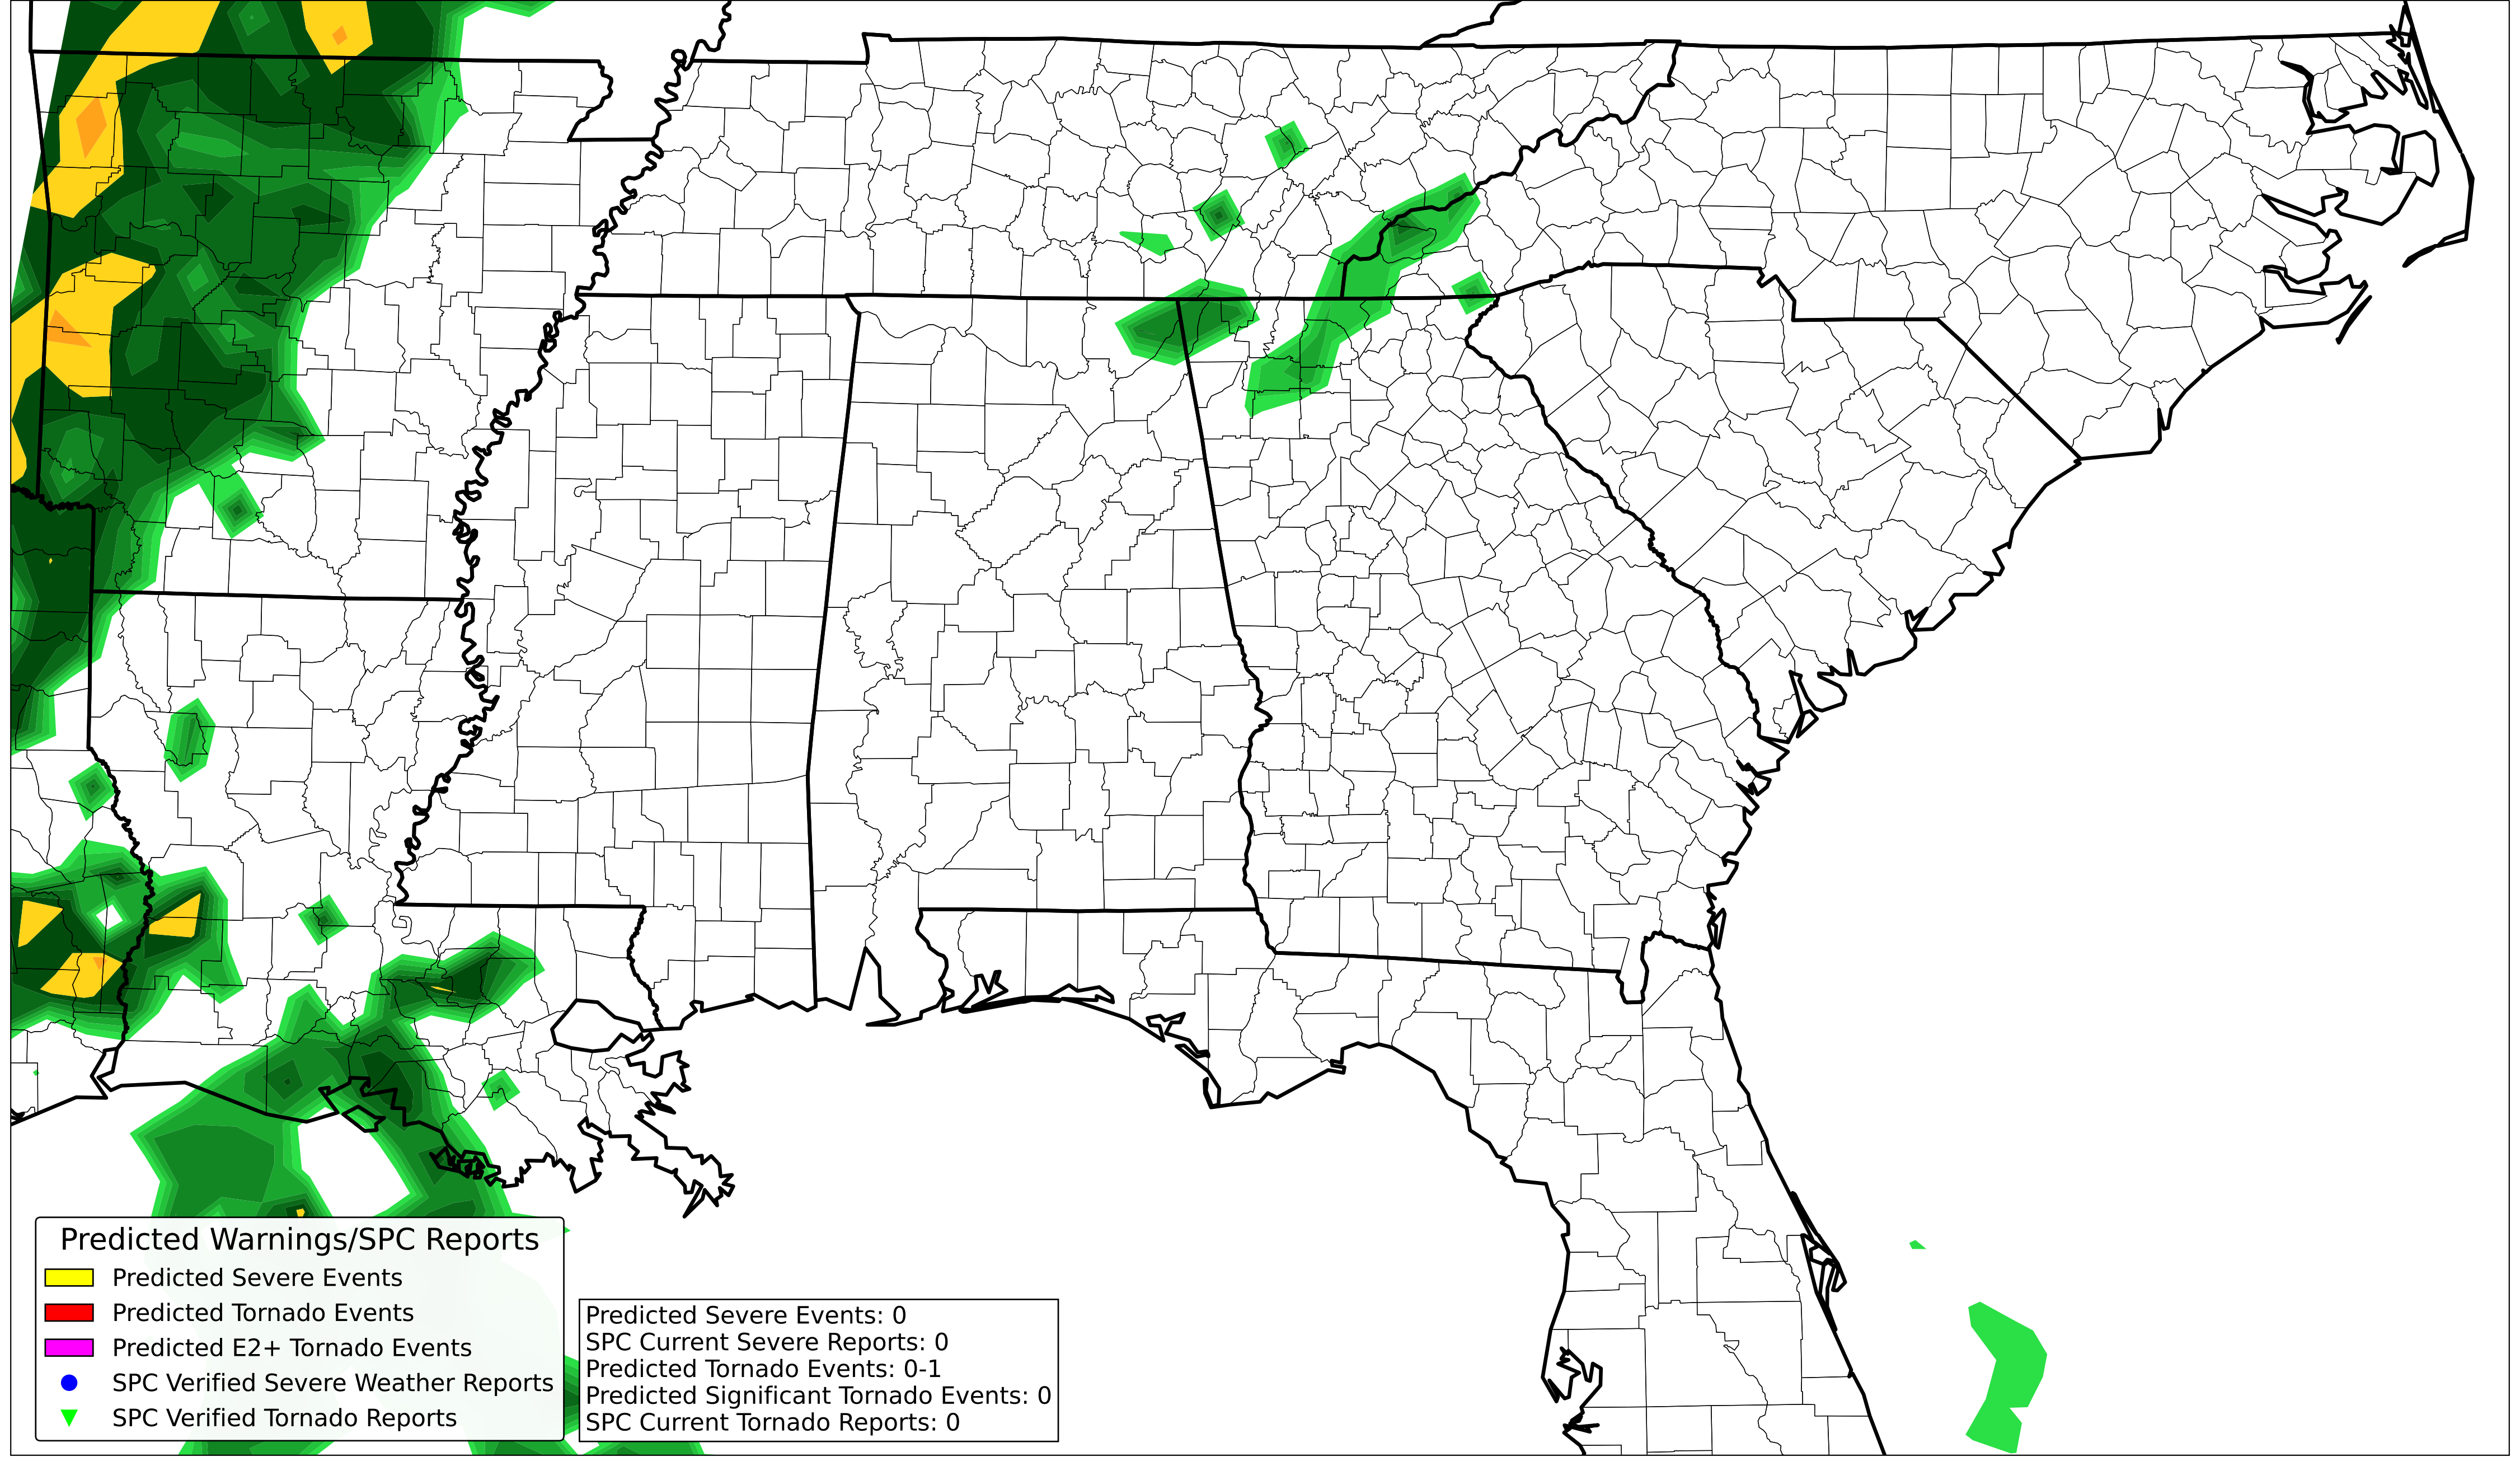 Predicted Warnings/SPC Reports
Predicted Severe Events
Predicted Tornado Events
Predicted E2+ Tornado Events
SPC Verified Severe Weather Reports
SPC Verified Tornado Reports
Predicted Severe Events: 0
SPC Current Severe Reports: 0
Predicted Tornado Events: 0-1
Predicted Significant Tornado Events: 0
SPC Current Tornado Reports: 0